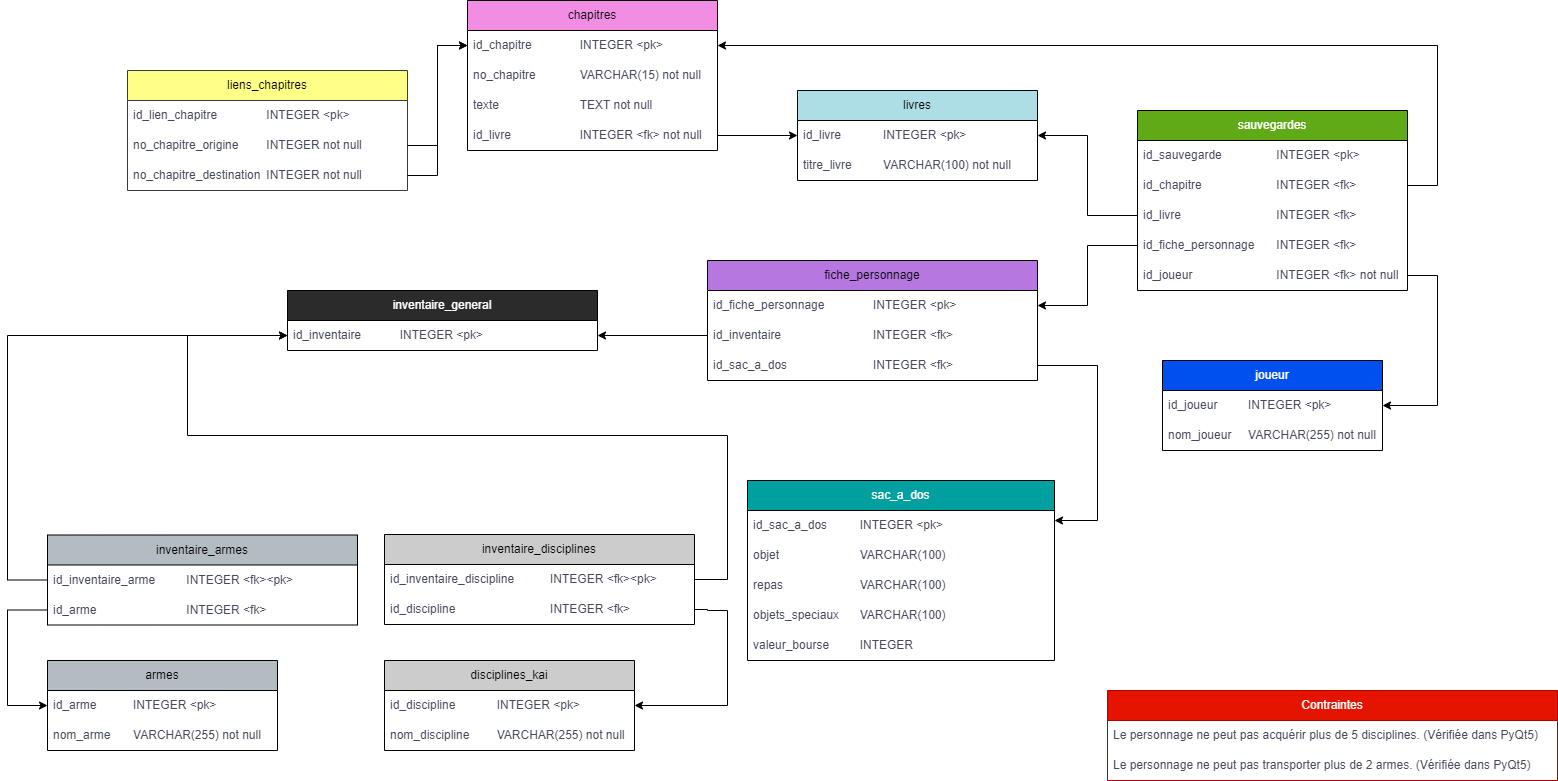 chapitres
id_chapitre INTEGER <pk>
no_chapitre VARCHAR(15) not null
texte TEXT not null
id_livre INTEGER <fk> not null
liens_chapitres
id_lien_chapitre INTEGER <pk>
no_chapitre_origine INTEGER not null
no_chapitre_destination INTEGER not null
livres
id_livre INTEGER <pk>
titre_livre VARCHAR(100) not null
sauvegardes
id_sauvegarde INTEGER <pk>
id_chapitre INTEGER <fk>
id_livre INTEGER <fk>
id_fiche_personnage INTEGER <fk>
id_joueur INTEGER <fk> not null
fiche_personnage
id_fiche_personnage INTEGER <pk>
id_inventaire INTEGER <fk>
id_sac_a_dos INTEGER <fk>
inventaire_general
id_inventaire INTEGER <pk>
joueur
id_joueur INTEGER <pk>
nom_joueur VARCHAR(255) not null
sac_a_dos
id_sac_a_dos INTEGER <pk>
objet VARCHAR(100)
repas VARCHAR(100)
objets_speciaux VARCHAR(100)
valeur_bourse INTEGER
inventaire_armes
id_inventaire_arme INTEGER <fk><pk>
id_arme INTEGER <fk>
inventaire_disciplines
id_inventaire_discipline INTEGER <fk><pk>
id_discipline INTEGER <fk>
armes
id_arme INTEGER <pk>
nom_arme VARCHAR(255) not null
disciplines_kai
id_discipline INTEGER <pk>
nom_discipline VARCHAR(255) not null
Contraintes
Le personnage ne peut pas acquérir plus de 5 disciplines. (Vérifiée dans PyQt5)
Le personnage ne peut pas transporter plus de 2 armes. (Vérifiée dans PyQt5)